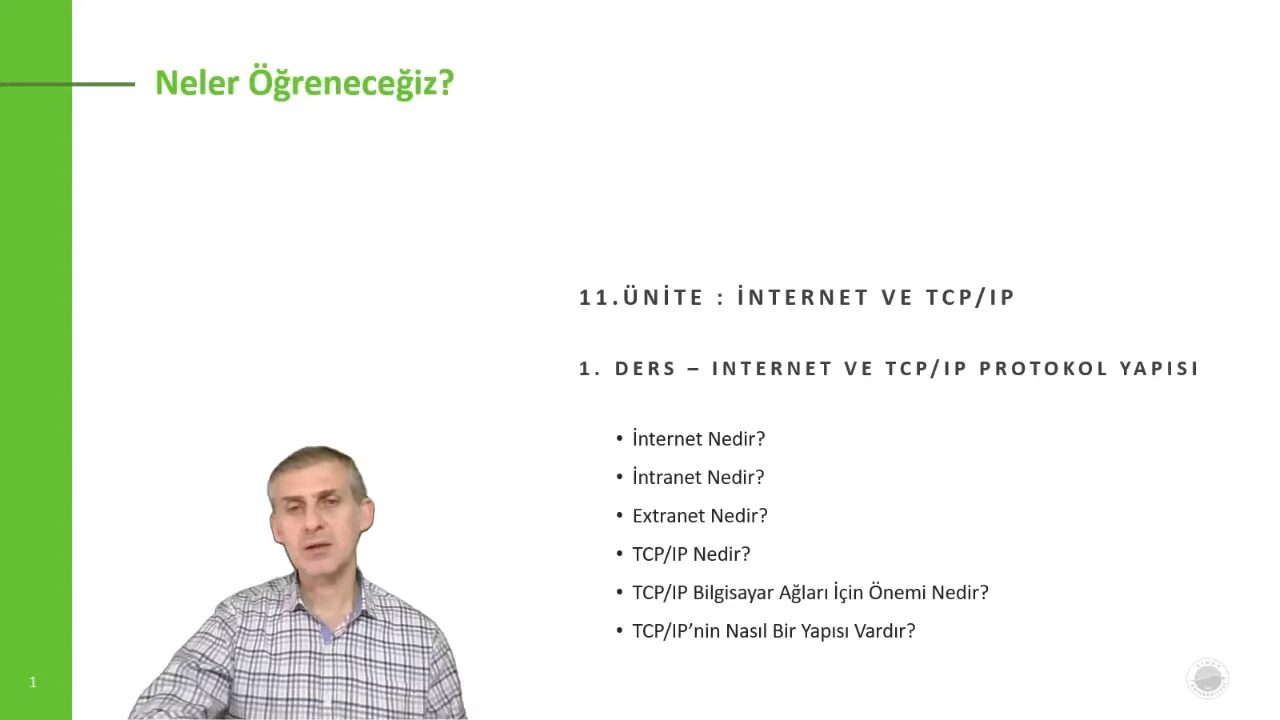 Neler Öğreneceğiz?
11.ÜNİTE : İNTERNET VE TCP/IP
1. DERS – INTERNET VE TCP/IP PROTOKOL YAPISI
• İnternet Nedir?
• İntranet Nedir?
• Extranet Nedir?
• TCP/IP Nedir?
• TCP/IP Bilgisayar Ağları İçin Önemi Nedir?
• TCP/IP’nin Nasıl Bir Yapısı Vardır?
1